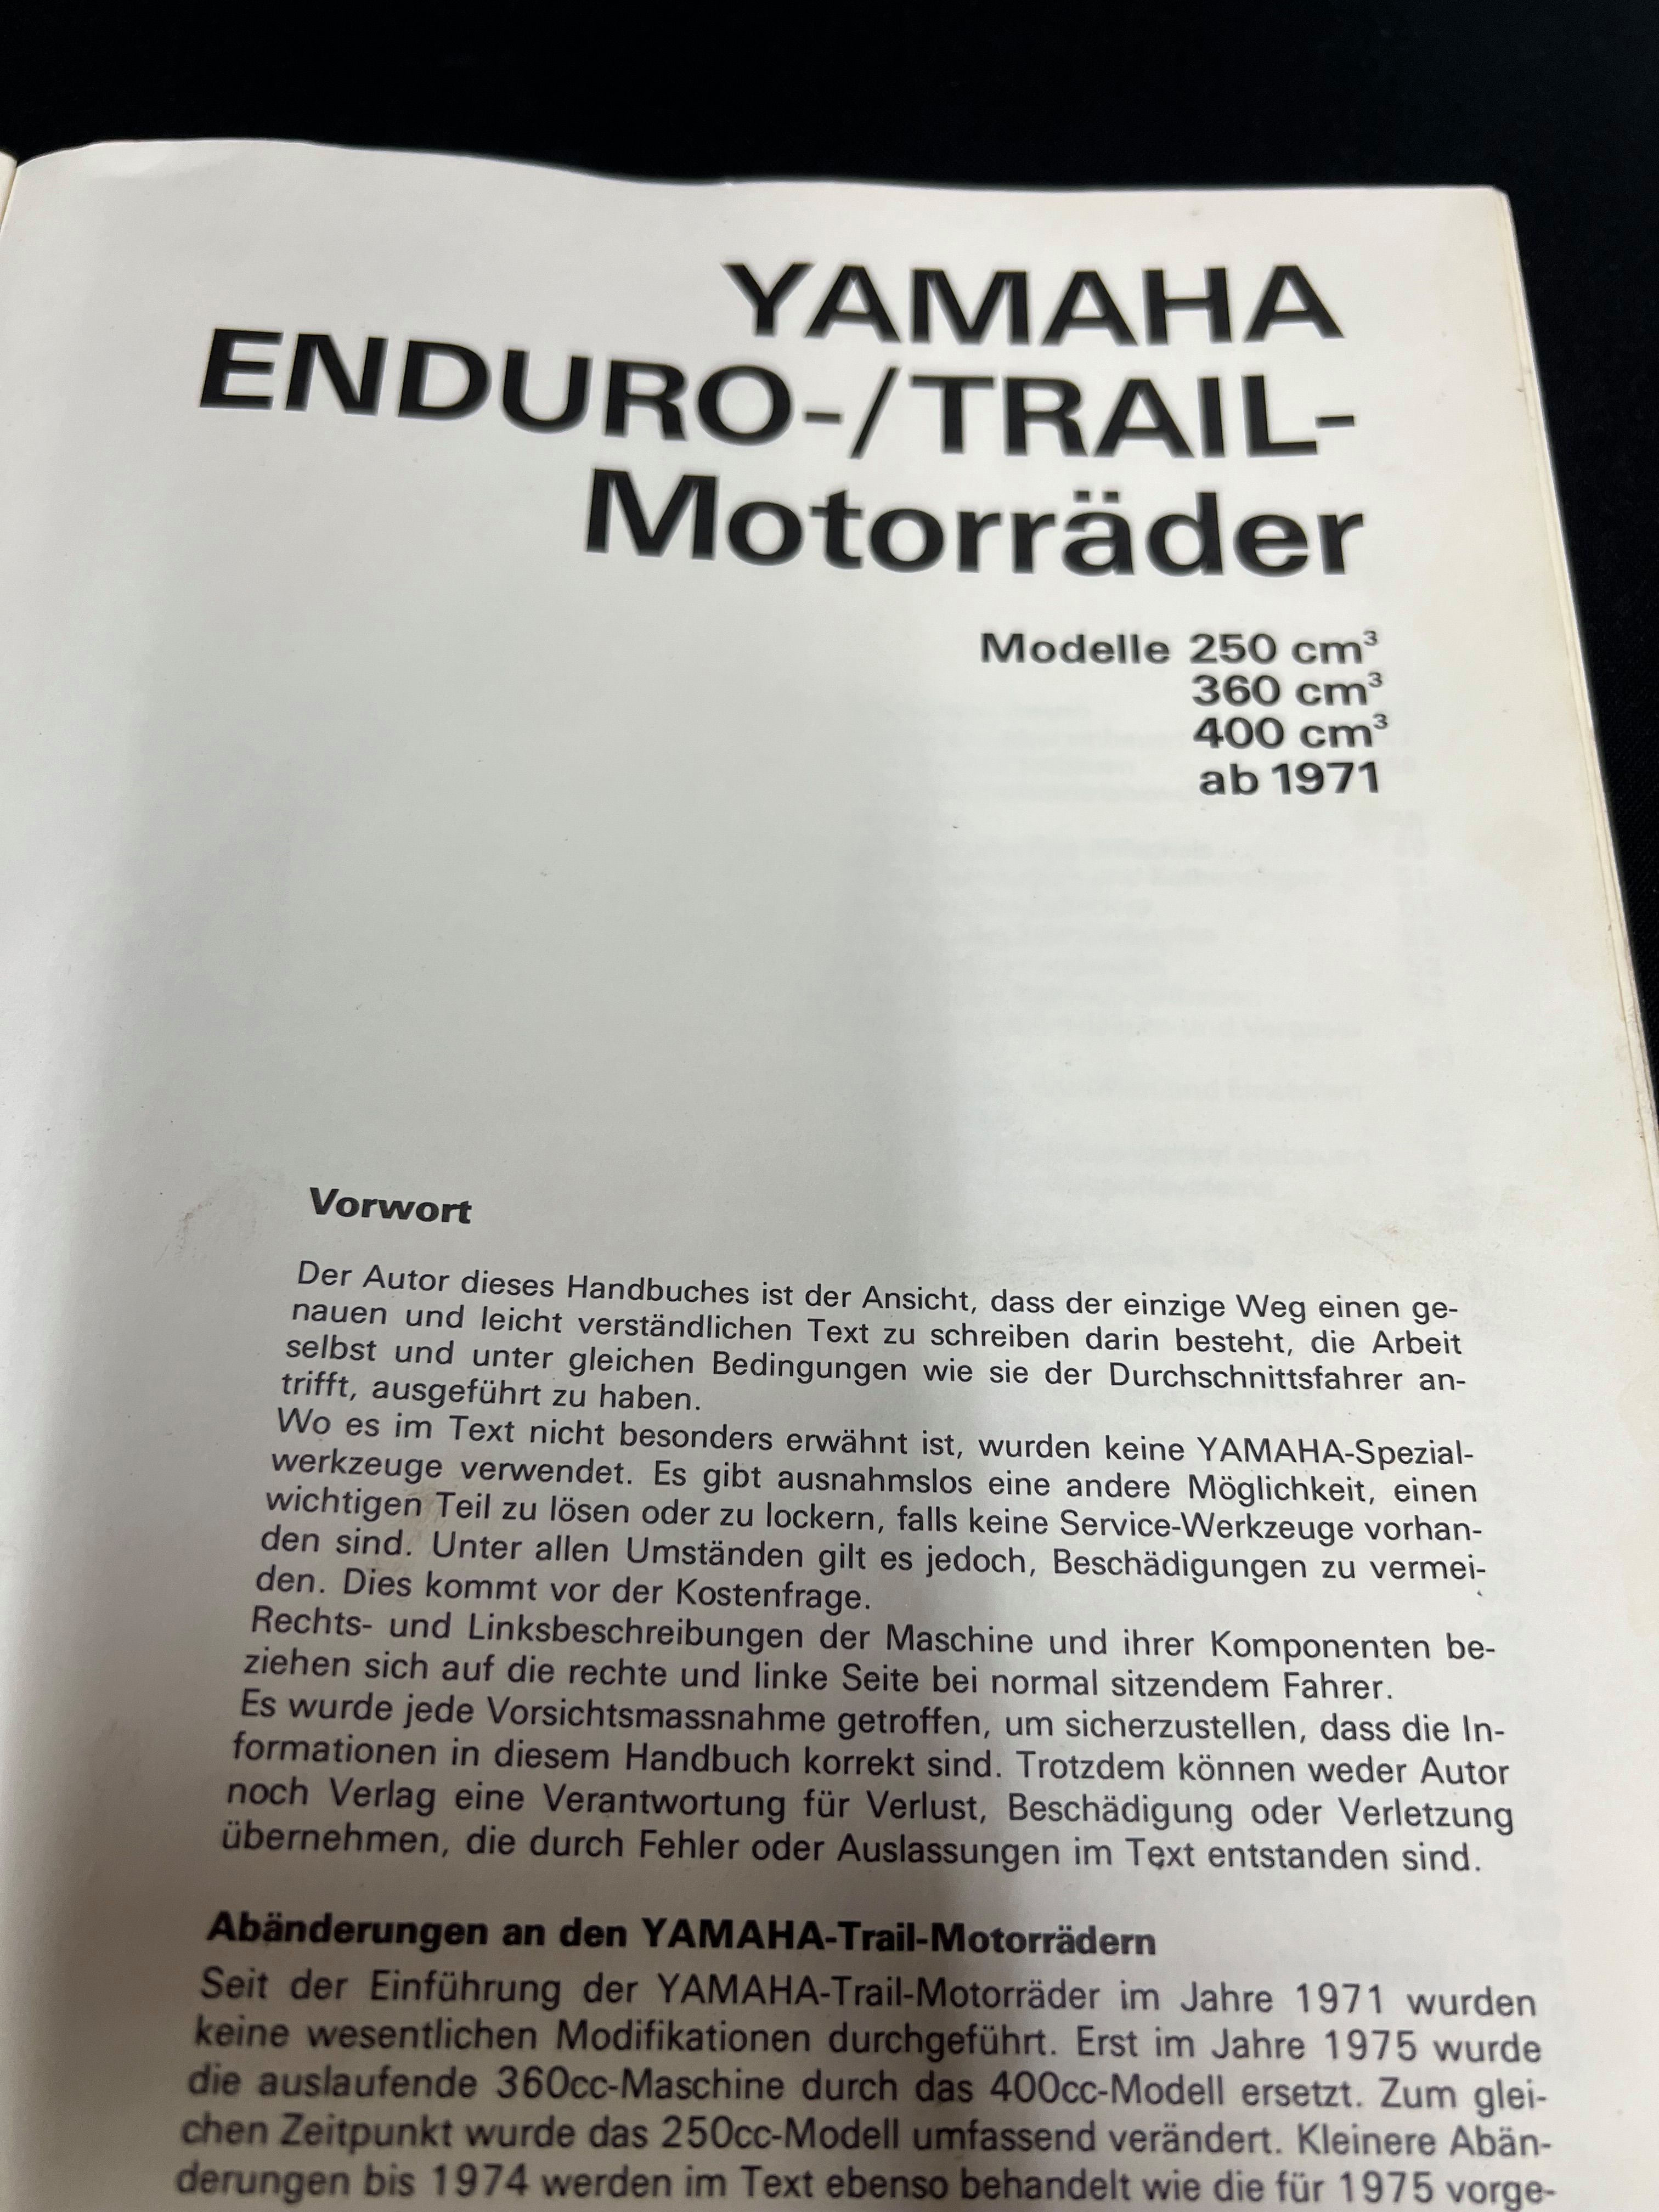 YAMAHA
ENDURO-/TRAIL-
Motorräder
Modelle 250 cm³
360 cm³
400 cm³
ab 1971
Vorwort
Der Autor dieses Handbuches ist der Ansicht, dass der einzige Weg einen ge-
nauen und leicht verständlichen Text zu schreiben darin besteht, die Arbeit
selbst und unter gleichen Bedingungen wie sie der Durchschnittsfahrer an-
trifft, ausgeführt zu haben.
Wo es im Text nicht besonders erwähnt ist, wurden keine YAMAHA-Spezial-
werkzeuge verwendet. Es gibt ausnahmslos eine andere Möglichkeit, einen
wichtigen Teil zu lösen oder zu lockern, falls keine Service-Werkzeuge vorhan-
den sind. Unter allen Umständen gilt es jedoch, Beschädigungen zu vermei-
den. Dies kommt vor der Kostenfrage.
Rechts- und Linksbeschreibungen der Maschine und ihrer Komponenten be-
ziehen sich auf die rechte und linke Seite bei normal sitzendem Fahrer.
Es wurde jede Vorsichtsmassnahme getroffen, um sicherzustellen, dass die In-
formationen in diesem Handbuch korrekt sind. Trotzdem können weder Autor
noch Verlag eine Verantwortung für Verlust, Beschädigung oder Verletzung
übernehmen, die durch Fehler oder Auslassungen im Text entstanden sind.
Abänderungen an den YAMAHA-Trail-Motorrädern
Seit der Einführung der YAMAHA-Trail-Motorräder im Jahre 1971 wurden
keine wesentlichen Modifikationen durchgeführt. Erst im Jahre 1975 wurde
die auslaufende 360cc-Maschine durch das 400cc-Modell ersetzt. Zum glei-
chen Zeitpunkt wurde das 250cc-Modell umfassend verändert. Kleinere Abän-
derungen bis 1974 werden im Text ebenso behandelt wie die für 1975 vorge-